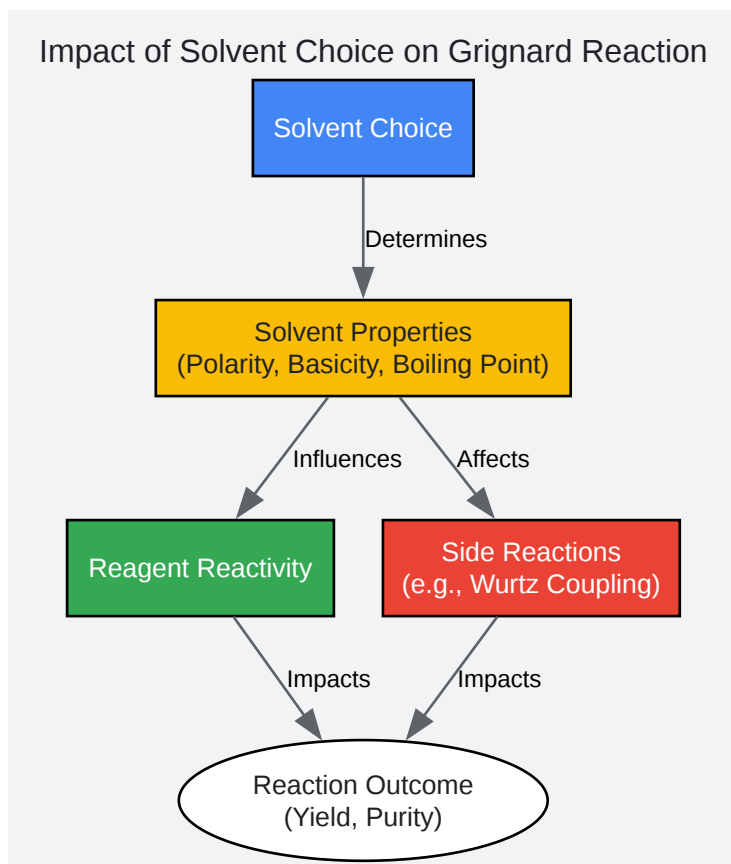 Impact of Solvent Choice on Grignard Reaction
Solvent Choice
Determines
Solvent Properties
(Polarity, Basicity, Boiling Point)
Influences
Affects
Reagent Reactivity
Side Reactions
(e.g., Wurtz Coupling)
Impacts
Impacts
Reaction Outcome
(Yield, Purity)